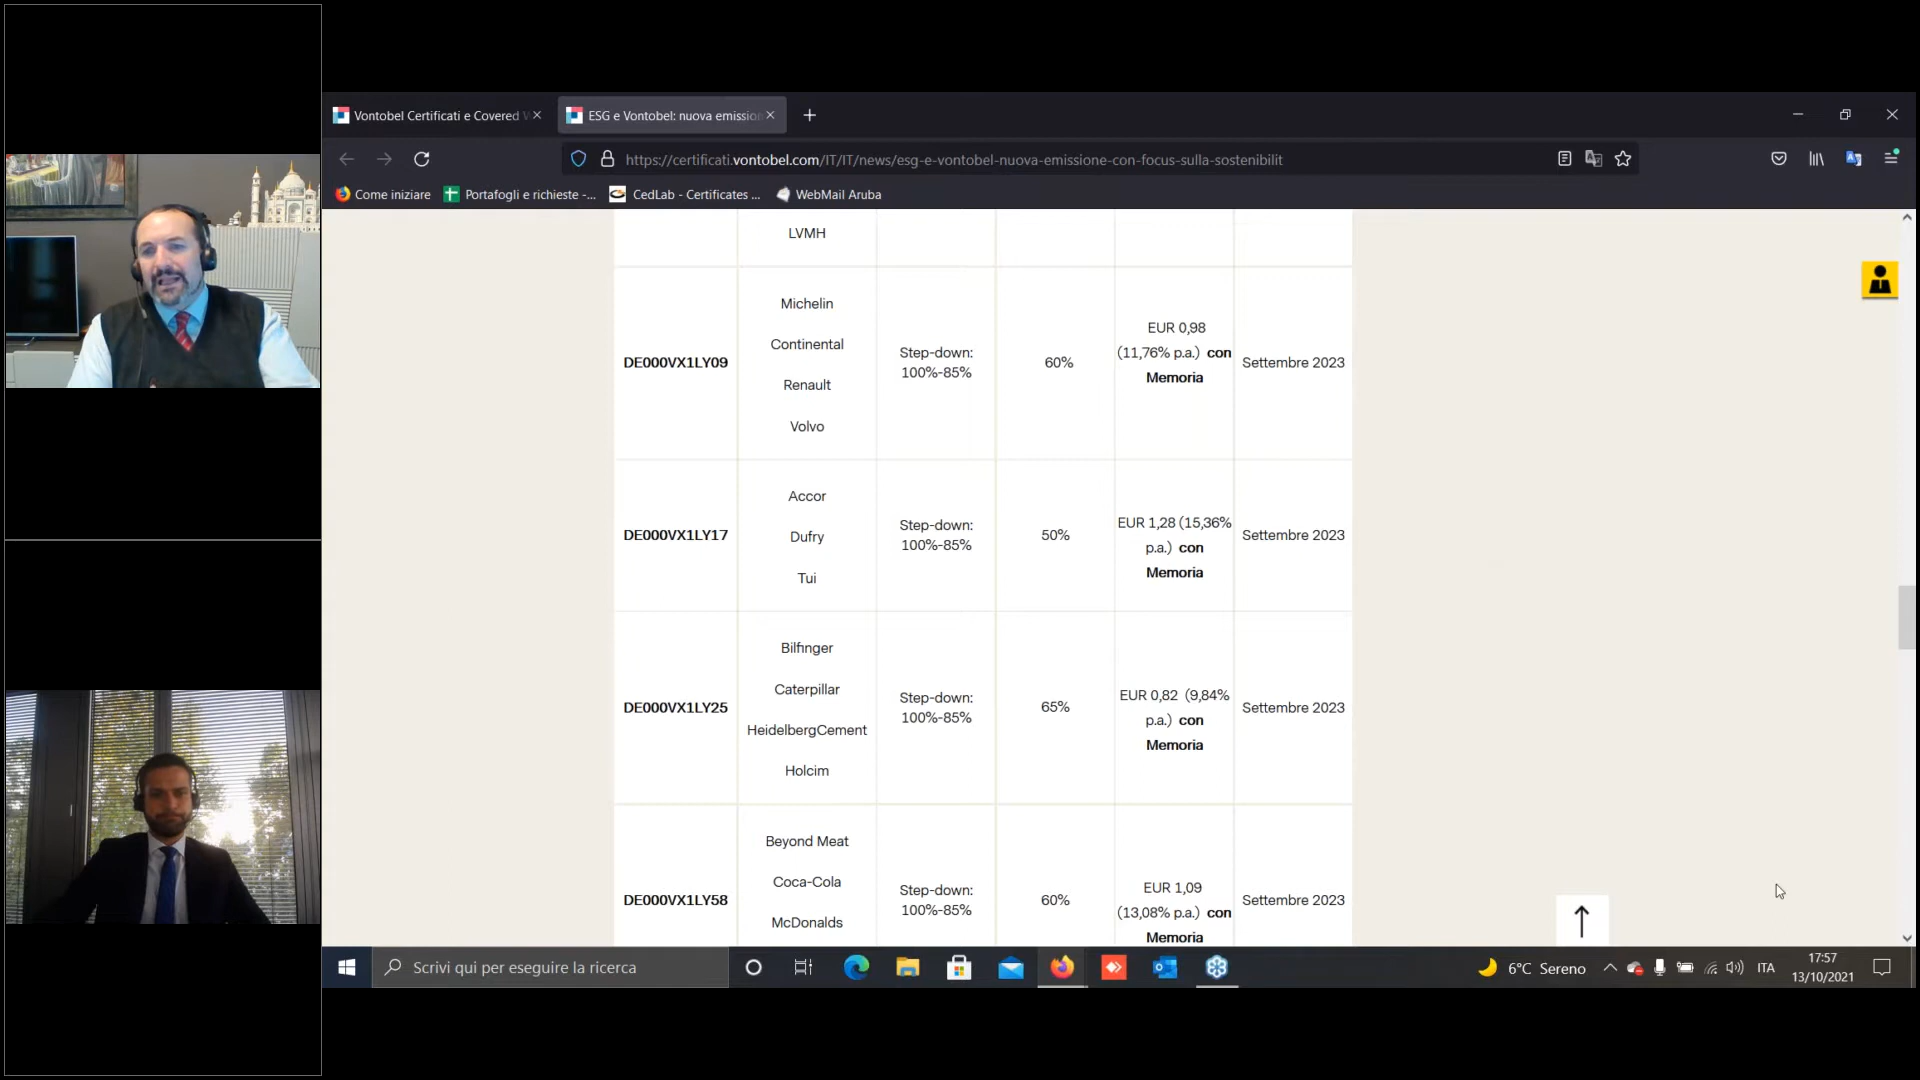 Vontobel Certificati e Covered W
ESG e Vontobel: nuova emissio
https://certificati.vontobel.com/IT/IT/news/esg-e-vontobel-nuova-emissione-con-focus-sulla-sostenibilit
Come iniziare
Portafogli e richieste -...
CedLab - Certificates ...
WebMail Aruba
LVMH
DE000VX1LY09
Michelin
Continental
Renault
Volvo
Step-down:
100%-85%
60%
EUR 0,98
(11,76% p.a.) con
Memoria
Settembre 2023
DE000VX1LY17
Accor
Dufry
Tui
Step-down:
100%-85%
50%
EUR 1,28 (15,36%
p.a.) con
Memoria
Settembre 2023
DE000VX1LY25
Bilfinger
Caterpillar
HeidelbergCement
Holcim
Step-down:
100%-85%
65%
EUR 0,82 (9,84%
p.a.) con
Memoria
Settembre 2023
DE000VX1LY58
Beyond Meat
Coca-Cola
McDonalds
Step-down:
100%-85%
60%
EUR 1,09
(13,08% p.a.) con
Memoria
Settembre 2023
Scrivi qui per eseguire la ricerca
6°C Sereno
ITA
17:57
13/10/2021